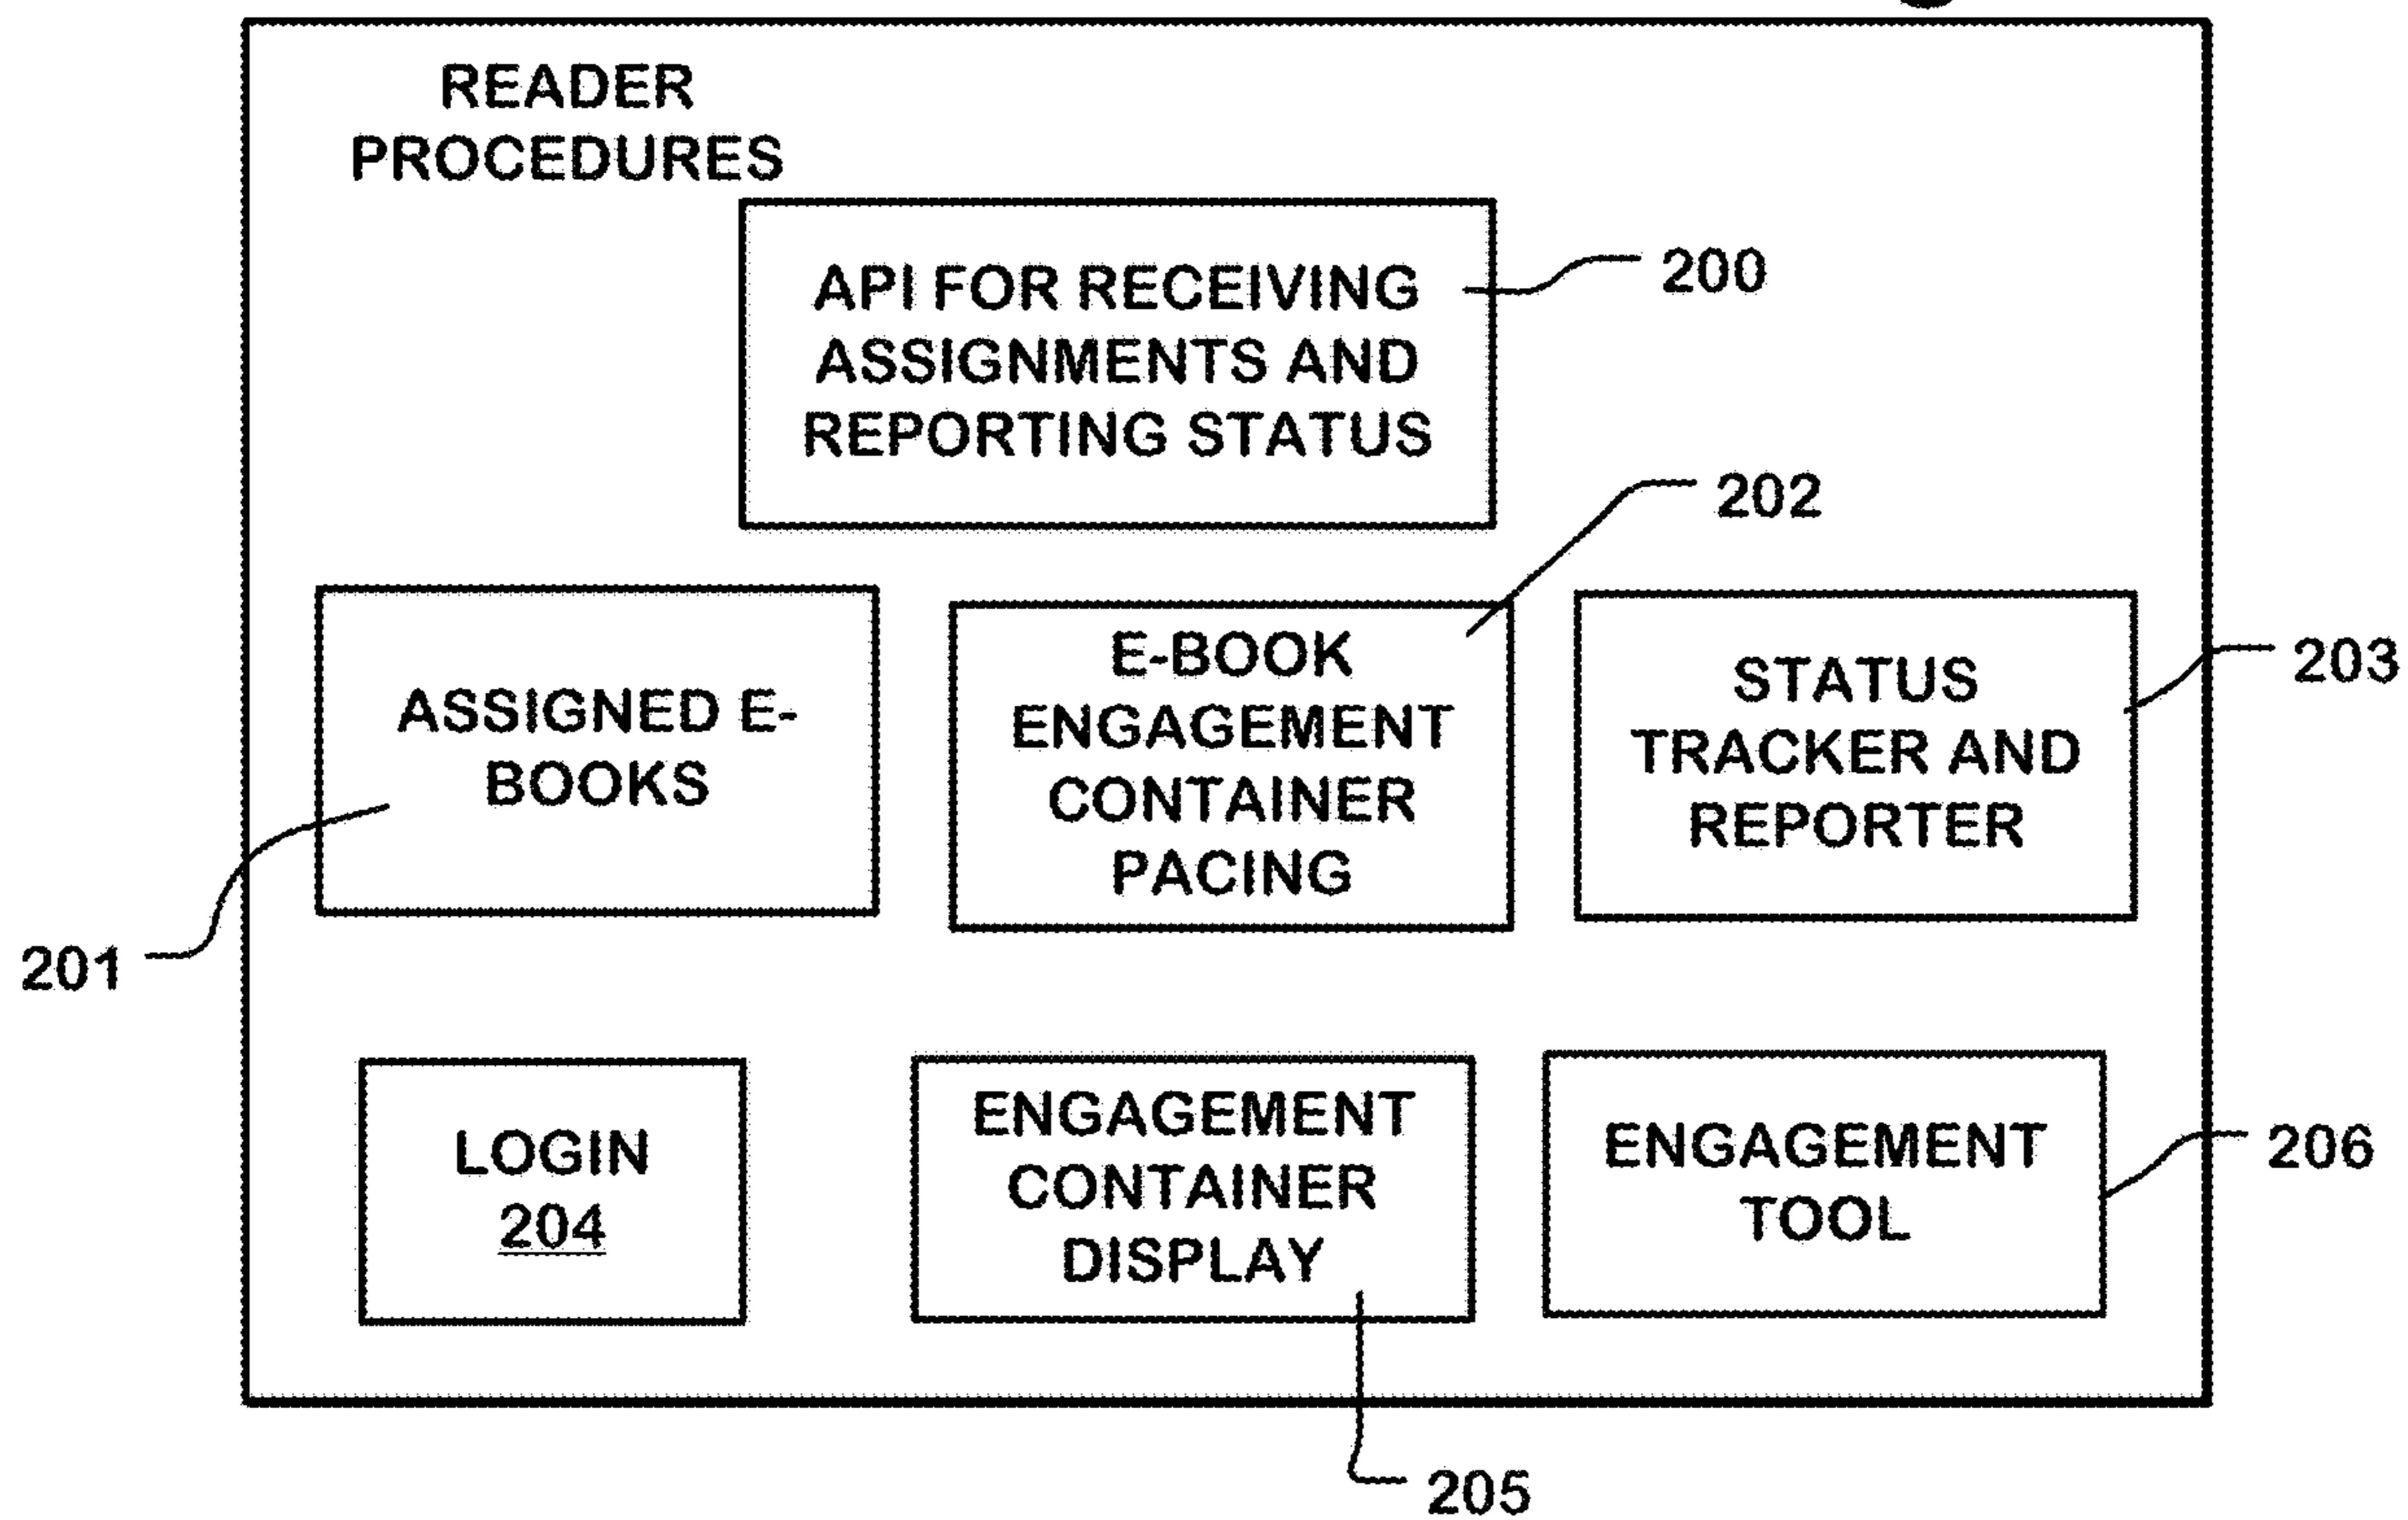 READER
PROCEDURES
API FOR RECEIVING
ASSIGNMENTS AND
REPORTING STATUS
200
202
ASSIGNED E-
BOOKS
201
E-BOOK
ENGAGEMENT
CONTAINER
PACING
STATUS
TRACKER AND
REPORTER
203
LOGIN
204
ENGAGEMENT
CONTAINER
DISPLAY
205
ENGAGEMENT
TOOL
206